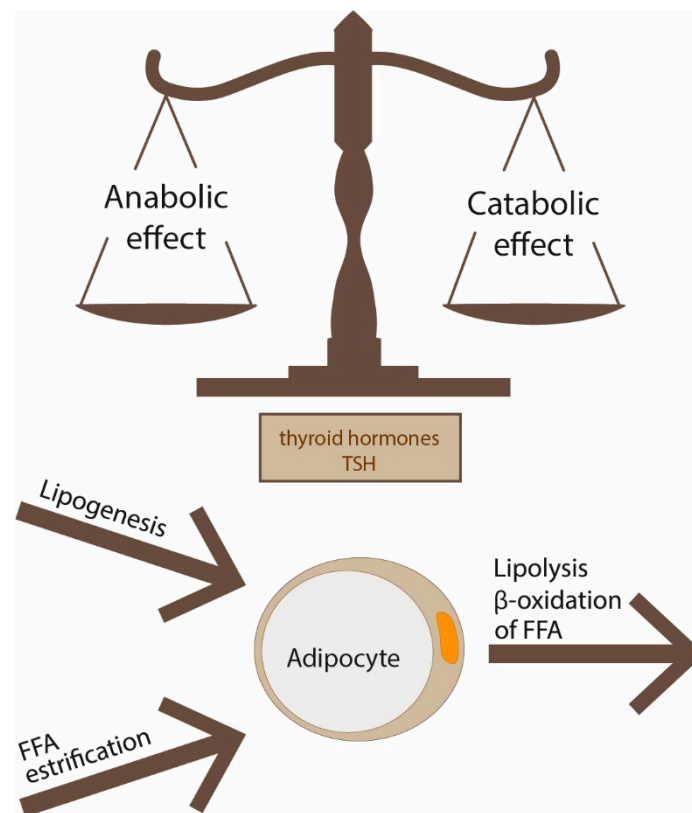 Anabolic
effect
Catabolic
effect
thyroid hormones
TSH
Lipogenesis
Lipolysis
β-oxidation
of FFA
Adipocyte
FFA
estrification